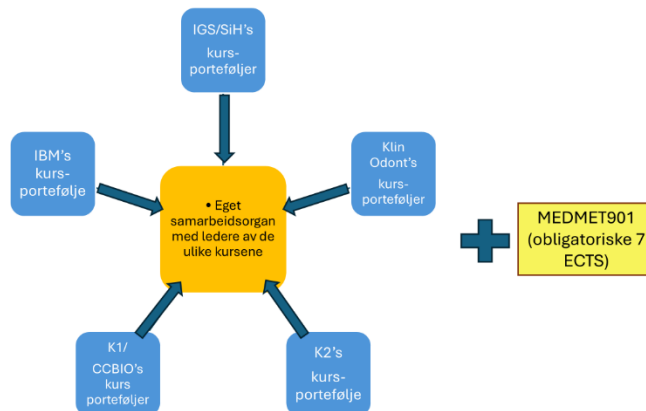 IGS/SiH's
kurs-
porteføljer
IBM's
kurs-
portefølje
Klin
Odont's
kurs-
porteføljer
• Eget
samarbeidsorgan
med ledere av de
ulike kursene
MEDMET901
(obligatoriske 7
ECTS)
K1/
CCBIO's
kurs
porteføljer
K2's
kurs-
portefølje